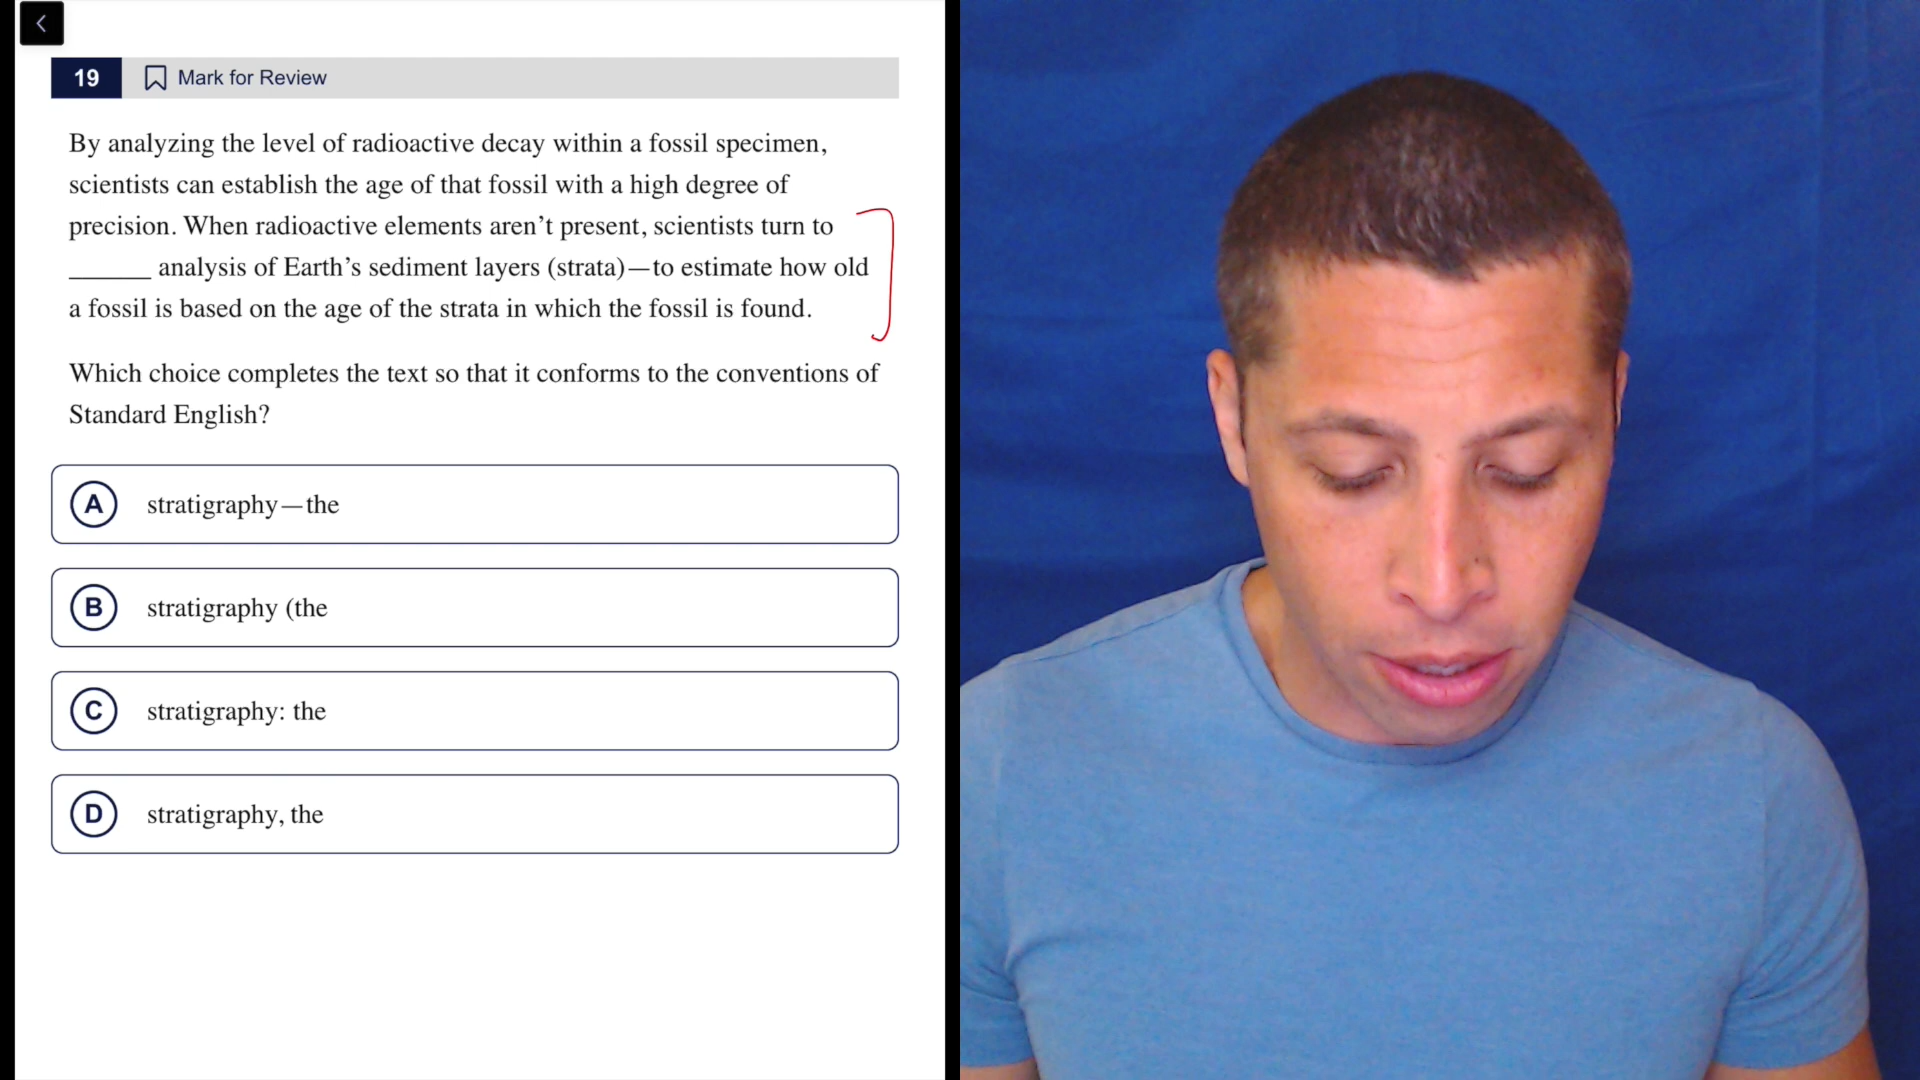 19 Mark for Review
By analyzing the level of radioactive decay within a fossil specimen,
scientists can establish the age of that fossil with a high degree of
precision. When radioactive elements aren’t present, scientists turn to
______ analysis of Earth’s sediment layers (strata)—to estimate how old
a fossil is based on the age of the strata in which the fossil is found.
Which choice completes the text so that it conforms to the conventions of
Standard English?
A stratigraphy—the
B stratigraphy (the
C stratigraphy: the
D stratigraphy, the